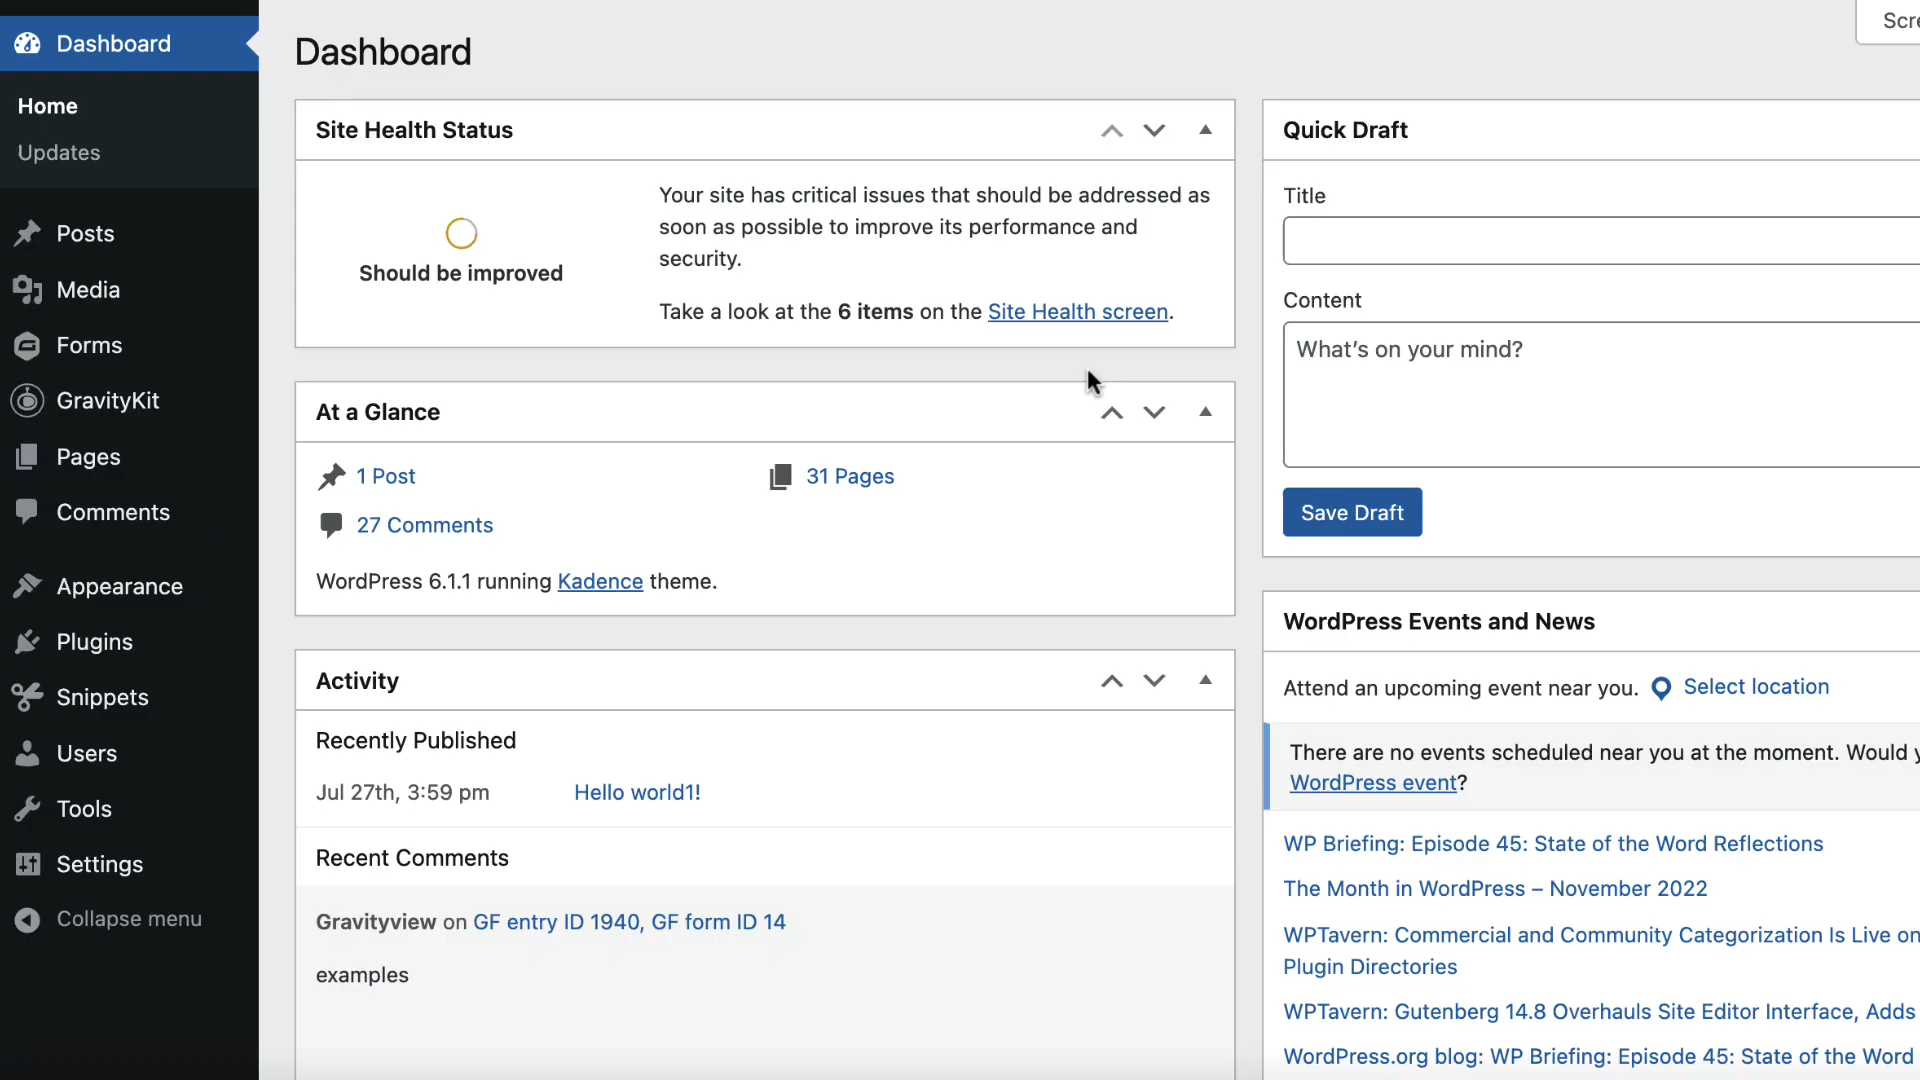 Dashboard
Home
Updates
Posts
Media
Forms
GravityKit
Pages
Comments
Appearance
Plugins
Snippets
Users
Tools
Settings
Collapse menu
Dashboard
Site Health Status
Should be improved
Your site has critical issues that should be addressed as
soon as possible to improve its performance and
security.
Take a look at the 6 items on the Site Health screen.
At a Glance
1 Post
31 Pages
27 Comments
WordPress 6.1.1 running Kadence theme.
Activity
Recently Published
Jul 27th, 3:59 pm Hello world1!
Recent Comments
Gravityview on GF entry ID 1940, GF form ID 14
examples
Quick Draft
Title
Content
What's on your mind?
Save Draft
WordPress Events and News
Attend an upcoming event near you. Select location
There are no events scheduled near you at the moment. Would
WordPress event?
WP Briefing: Episode 45: State of the Word Reflections
The Month in WordPress – November 2022
WPTavern: Commercial and Community Categorization Is Live on
Plugin Directories
WPTavern: Gutenberg 14.8 Overhauls Site Editor Interface, Adds
WordPress.org blog: WP Briefing: Episode 45: State of the Word